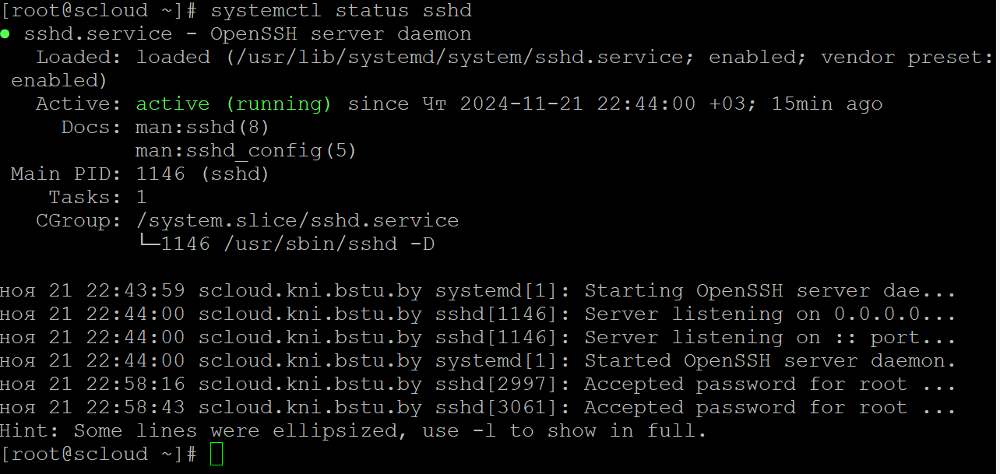 [root@scloud ~]# systemctl status sshd
● sshd.service - OpenSSH server daemon
   Loaded: loaded (/usr/lib/systemd/system/sshd.service; enabled; vendor preset:
 enabled)
   Active: active (running) since Чт 2024-11-21 22:44:00 +03; 15min ago
     Docs: man:sshd(8)
           man:sshd_config(5)
 Main PID: 1146 (sshd)
    Tasks: 1
   CGroup: /system.slice/sshd.service
           └─1146 /usr/sbin/sshd -D

ноя 21 22:43:59 scloud.kni.bstu.by systemd[1]: Starting OpenSSH server dae...
ноя 21 22:44:00 scloud.kni.bstu.by sshd[1146]: Server listening on 0.0.0.0...
ноя 21 22:44:00 scloud.kni.bstu.by sshd[1146]: Server listening on :: port...
ноя 21 22:44:00 scloud.kni.bstu.by systemd[1]: Started OpenSSH server daemon.
ноя 21 22:58:16 scloud.kni.bstu.by sshd[2997]: Accepted password for root ...
ноя 21 22:58:43 scloud.kni.bstu.by sshd[3061]: Accepted password for root ...
Hint: Some lines were ellipsized, use -l to show in full.
[root@scloud ~]#